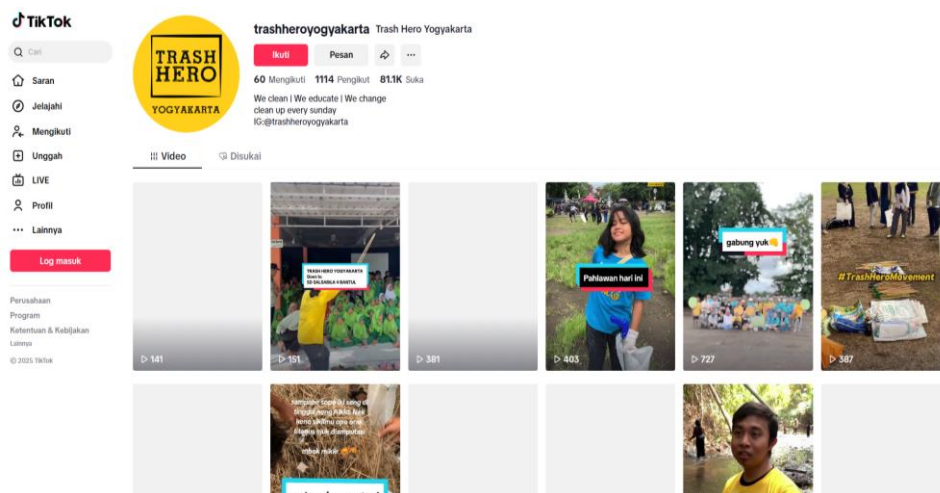 TikTok
Cari
Saran
Jelajahi
Mengikuti
Unggah
LIVE
Profil
Lainnya
Log masuk
Perusahaan
Program
Ketentuan & Kebijakan
Lainnya
© 2025 TikTok
TRASH
HERO
YOGYAKARTA
trashheroyogyakarta Trash Hero Yogyakarta
Ikuti Pesan
60 Mengikuti 1114 Pengikut 81.1K Suka
We clean | We educate | We change
clean up every sunday
IG:@trashheroyogyakarta
Video Disukai
141
TRASH HERO YOGYAKARTA
Goes to
151
381
Pahlawan hari ini
403
gabung yuk
727
#TrashHeroMovement
387